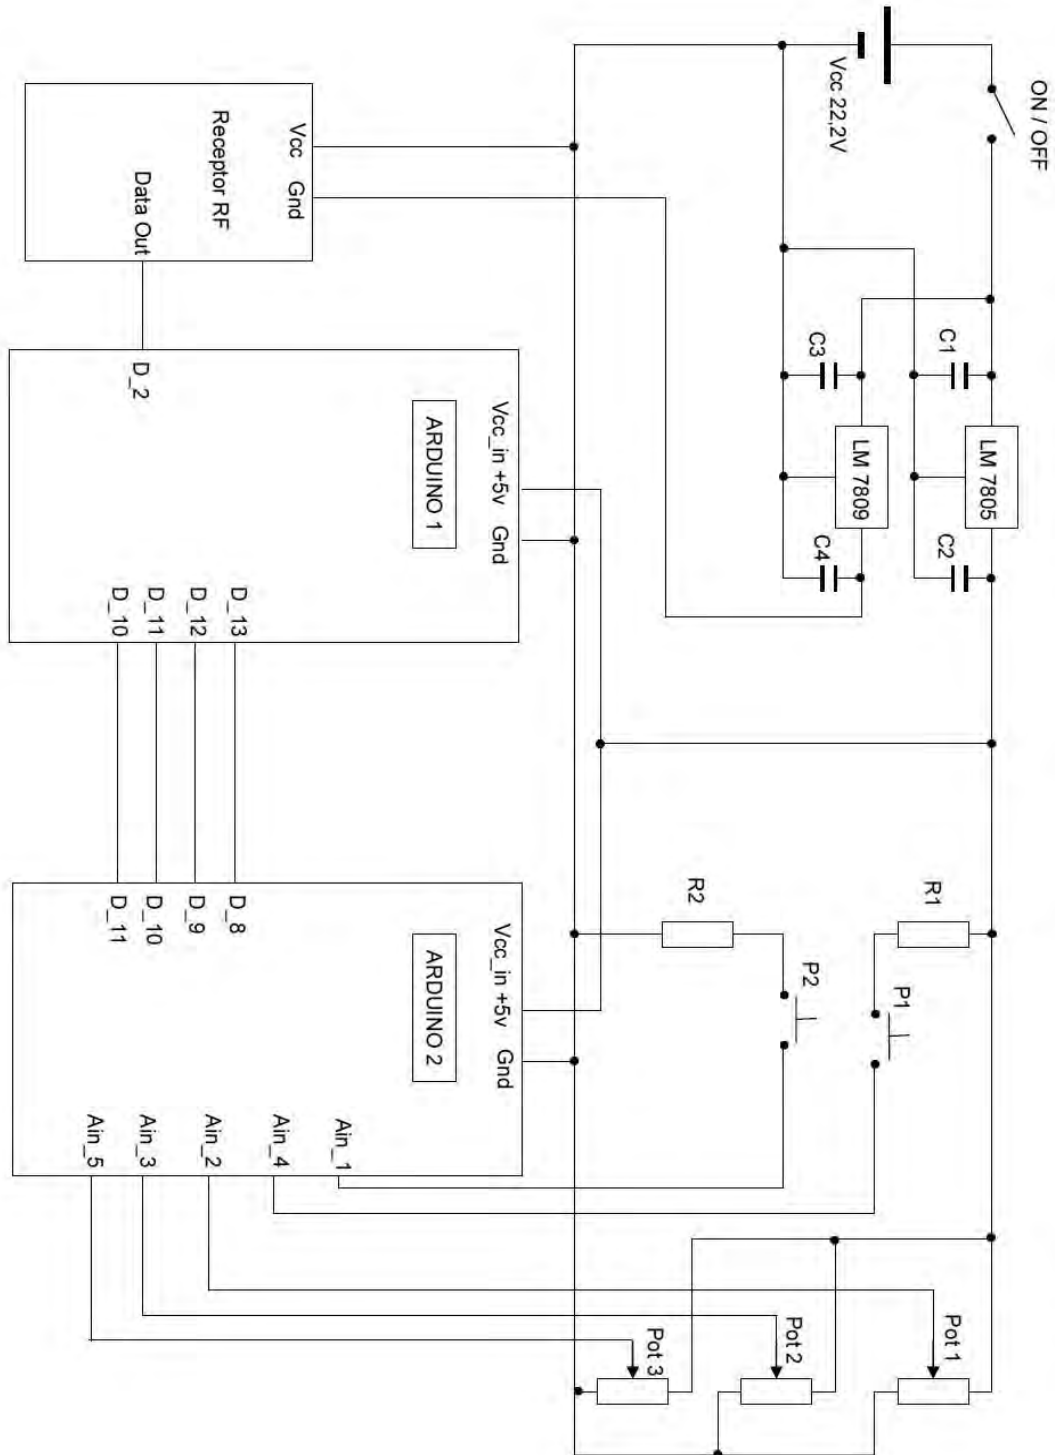 ON / OFF
Vcc 22,2V
Vcc
Gnd
Receptor RF
Data Out
C1
C3
LM 7805
LM 7809
C2
C4
D_2
ARDUINO 1
Vcc_in +5v
Gnd
D_13
D_12
D_11
D_10
R1
R2
P1
P2
D_8
D_9
D_10
D_11
ARDUINO 2
Vcc_in +5v
Gnd
Ain_1
Ain_4
Ain_2
Ain_3
Ain_5
Pot 1
Pot 2
Pot 3